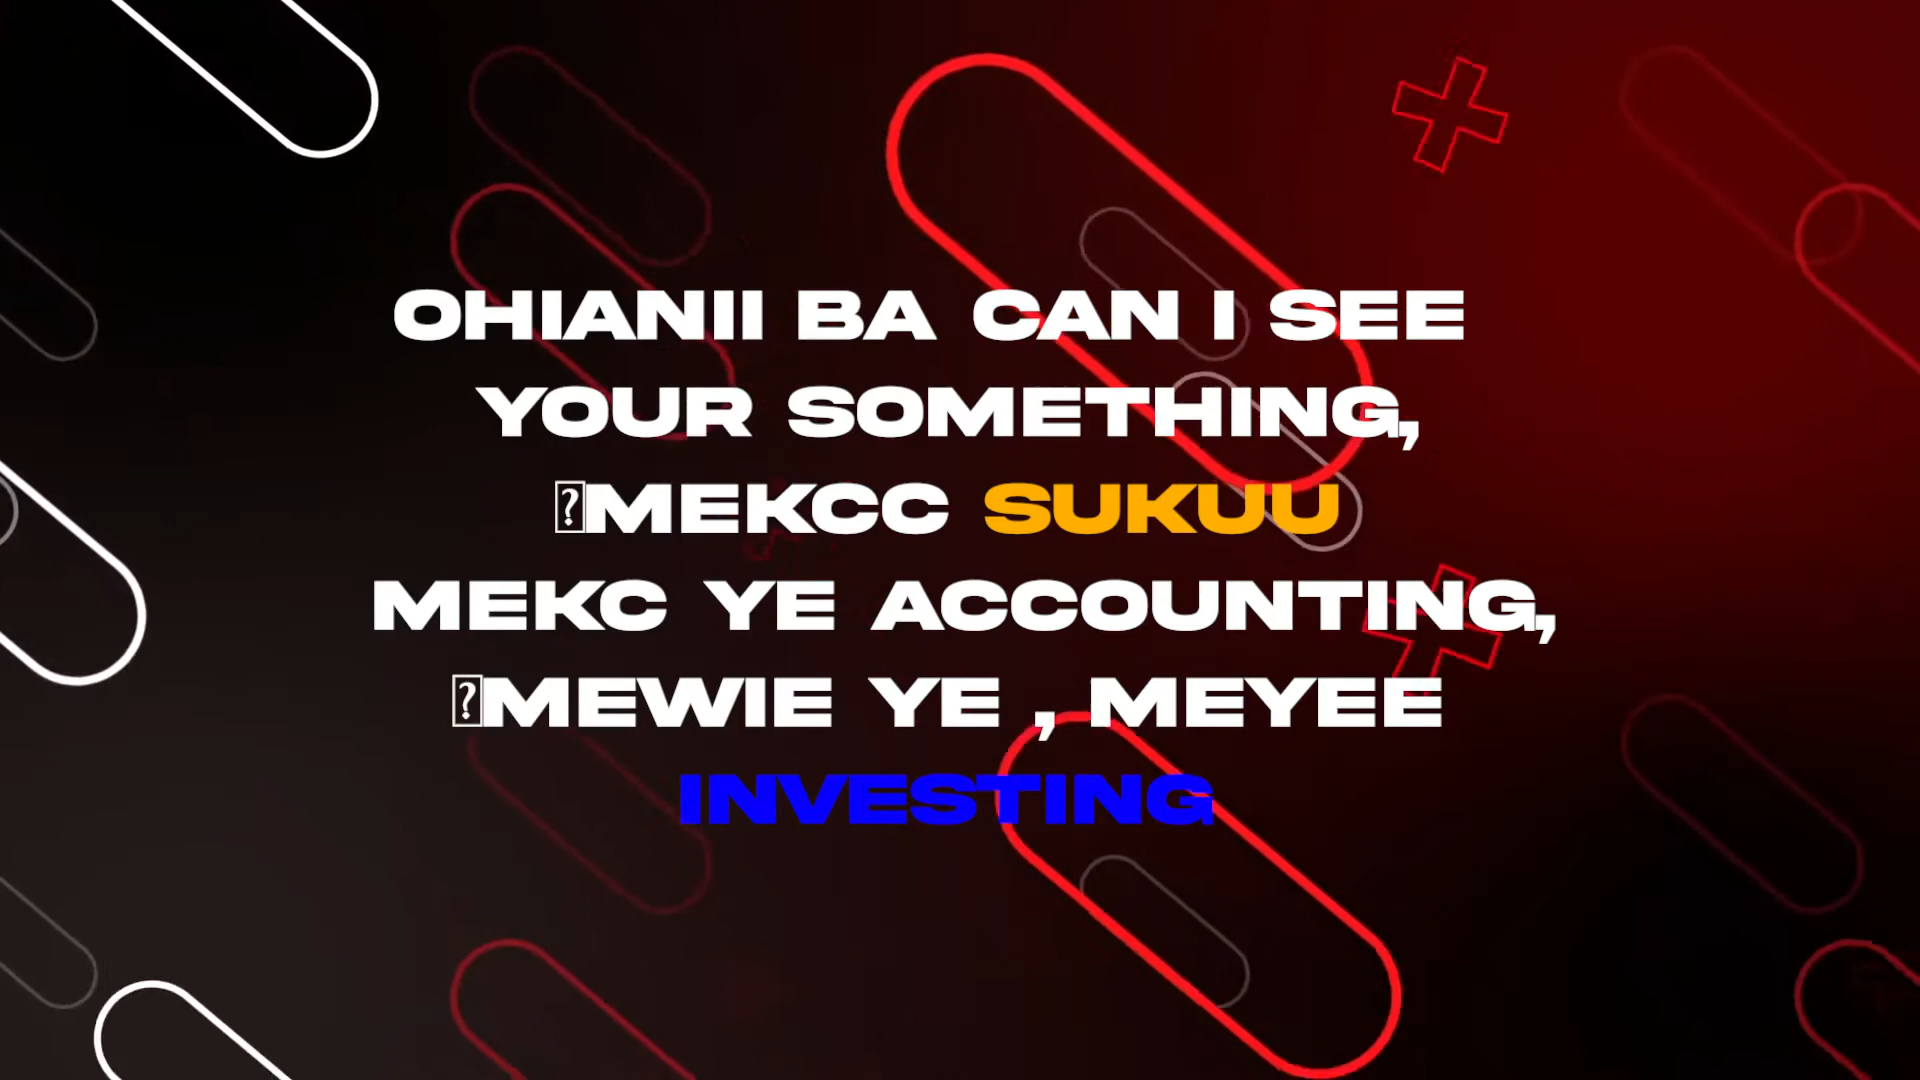 OHIANII BA CAN I SEE
YOUR SOMETHING,
MEKCC SUKUU
MEKC YE ACCOUNTING,
MEWIE YE , MEYEE
INVESTING